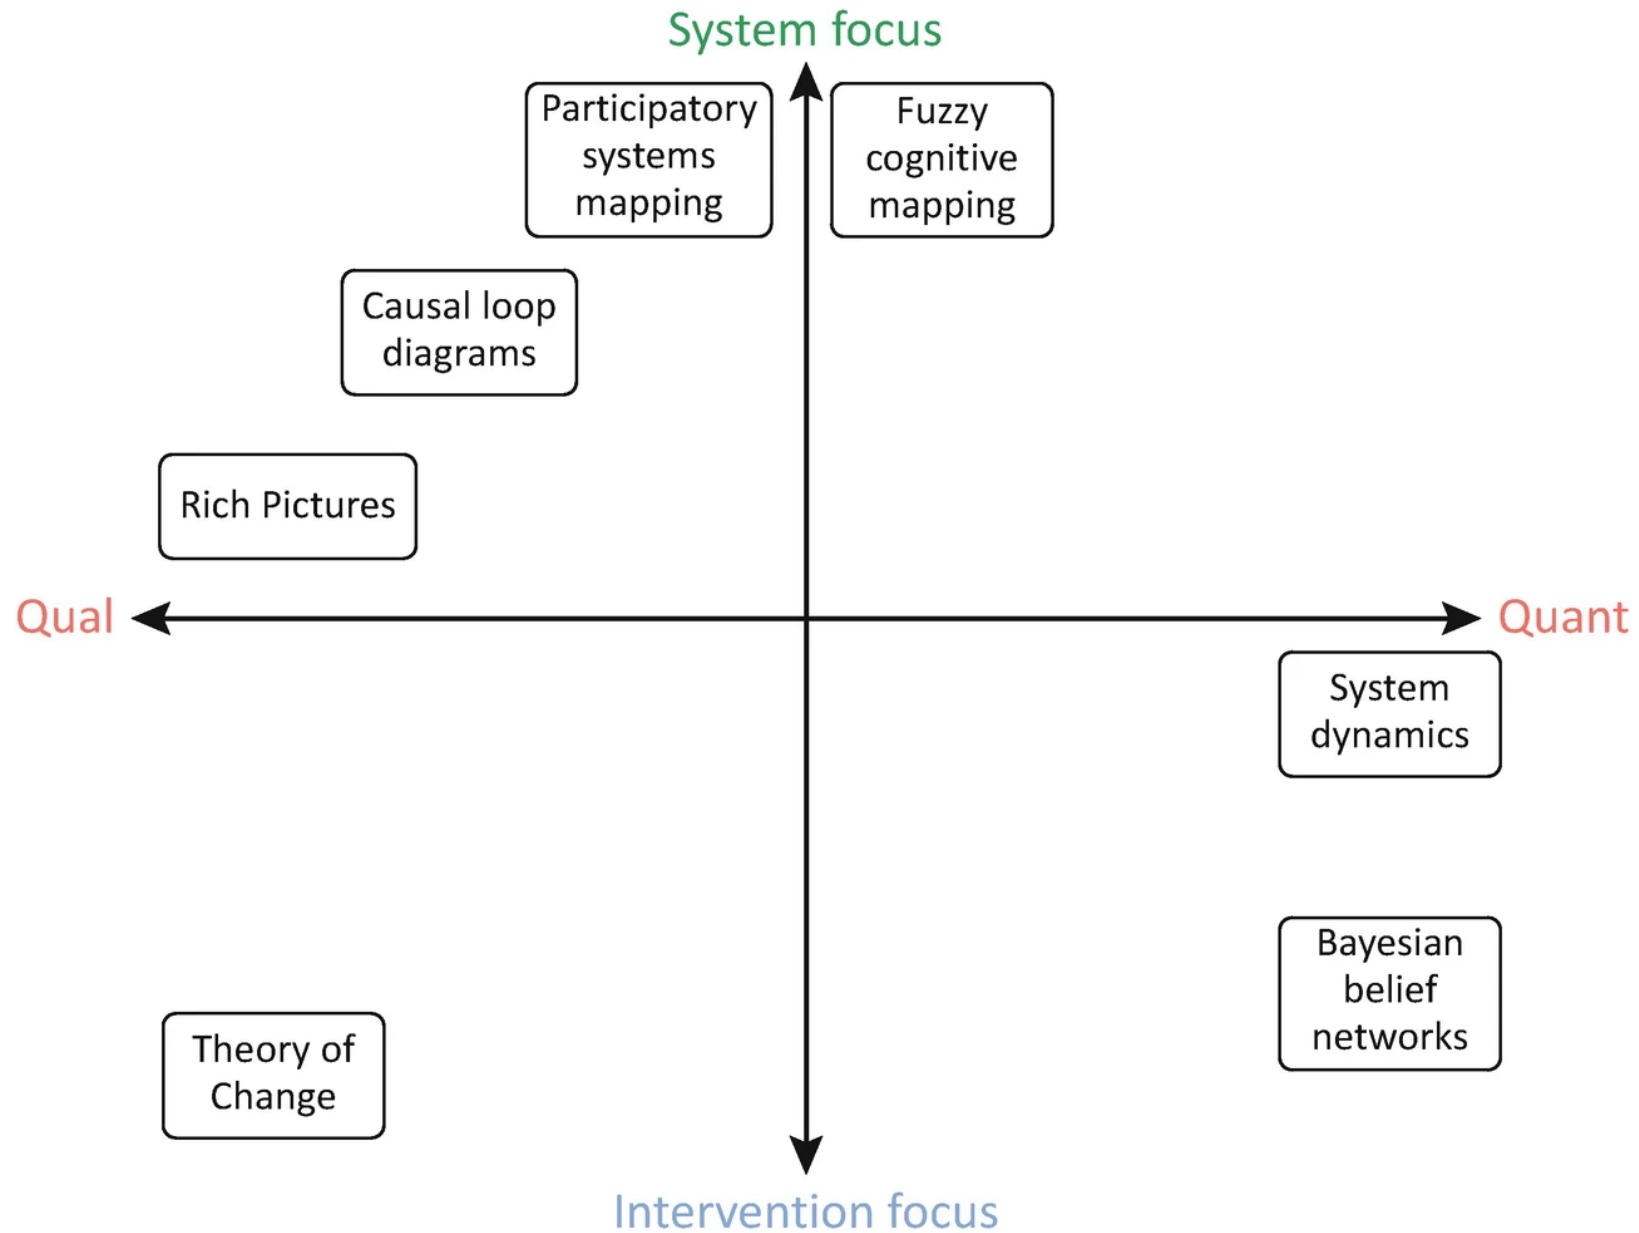 System focus
Participatory
systems
mapping
Fuzzy
cognitive
mapping
Causal loop
diagrams
Rich Pictures
Qual
Quant
System
dynamics
Bayesian
belief
networks
Theory of
Change
Intervention focus